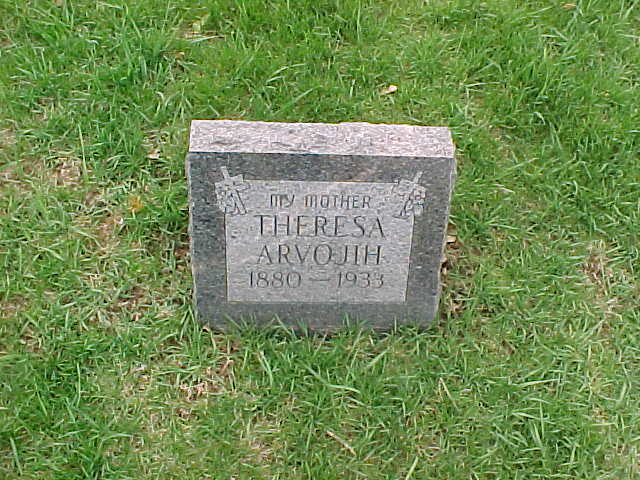 MY MOTHER
THERESA
ARVOJIH
1880 — 1933